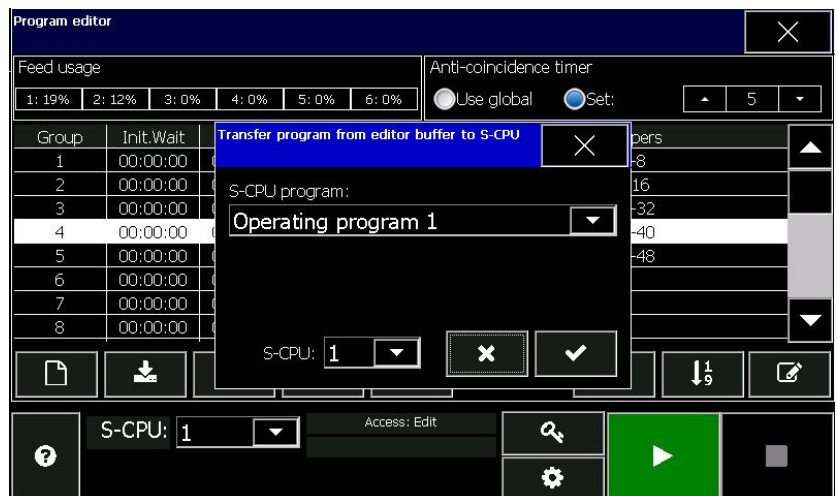 Program editor
Feed usage
Anti-coincidence timer
1: 19% 2: 12% 3: 0% 4: 0% 5: 0% 6: 0%
Use global Set: 5
Group Init.Wait pers
1 00:00:00 -8
2 00:00:00 16
3 00:00:00 -32
4 00:00:00 -40
5 00:00:00 -48
6 00:00:00
7 00:00:00
8 00:00:00
Transfer program from editor buffer to S-CPU
S-CPU program:
Operating program 1
S-CPU: 1
S-CPU: 1
Access: Edit